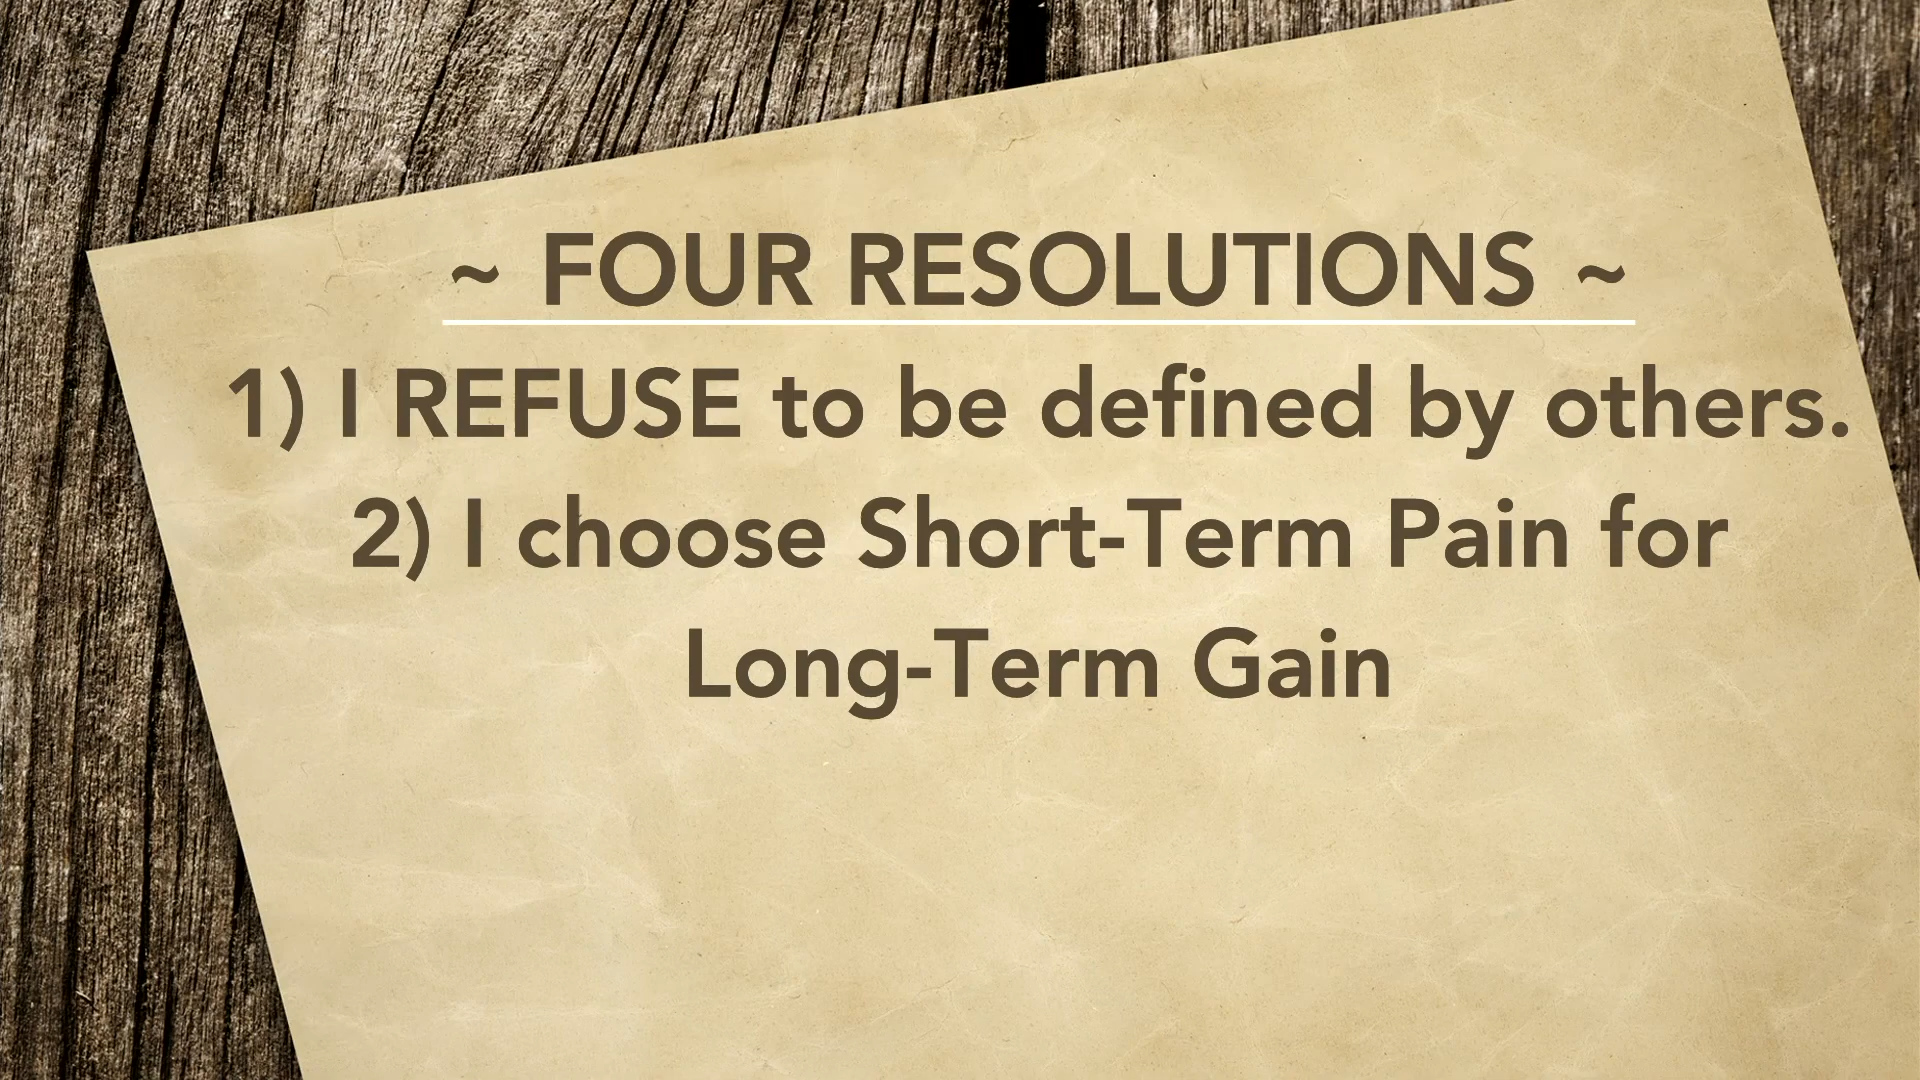 ~ FOUR RESOLUTIONS ~
1) I REFUSE to be defined by others.
2) I choose Short-Term Pain for
Long-Term Gain